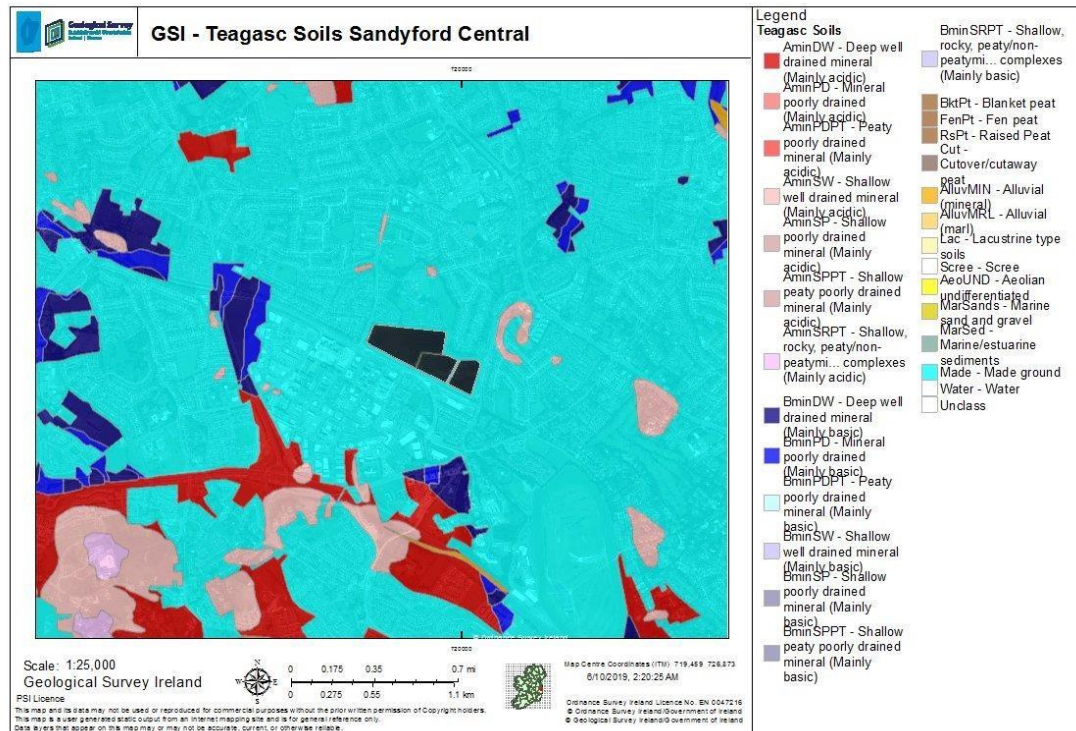 Geological Survey
Suirbhéireacht Gheolaíochta
Ireland | Éireann
GSI - Teagasc Soils Sandyford Central
720000
720000
© Ordnance Survey Ireland
Legend
Teagasc Soils
AminDW - Deep well
drained mineral
(Mainly acidic)
AminPD - Mineral
poorly drained
(Mainly acidic)
AminPDPT - Peaty
poorly drained
mineral (Mainly
acidic)
AminSW - Shallow
well drained mineral
(Mainly acidic)
AminSP - Shallow
poorly drained
mineral (Mainly
acidic)
AminSPPT - Shallow
peaty poorly drained
mineral (Mainly
acidic)
AminSRPT - Shallow,
rocky, peaty/non-
peatymi... complexes
(Mainly acidic)
BminDW - Deep well
drained mineral
(Mainly basic)
BminPD - Mineral
poorly drained
(Mainly basic)
BminPDPT - Peaty
poorly drained
mineral (Mainly
basic)
BminSW - Shallow
well drained mineral
(Mainly basic)
BminSP - Shallow
poorly drained
mineral (Mainly
basic)
BminSPPT - Shallow
peaty poorly drained
mineral (Mainly
basic)
BminSRPT - Shallow,
rocky, peaty/non-
peatymi... complexes
(Mainly basic)
BktPt - Blanket peat
FenPt - Fen peat
RsPt - Raised Peat
Cut -
Cutover/cutaway
peat
AlluvMIN - Alluvial
(mineral)
AlluvMRL - Alluvial
(marl)
Lac - Lacustrine type
soils
Scree - Scree
AeoUND - Aeolian
undifferentiated
MarSands - Marine
sand and gravel
MarSed -
Marine/estuarine
sediments
Made - Made ground
Water - Water
Unclass
Scale: 1:25,000
Geological Survey Ireland
PSI Licence
N
W E
S
0 0.175 0.35 0.7 mi
0 0.275 0.55 1.1 km
Map Centre Coordinates (ITM) 719,459 726,873
6/10/2019, 2:20:25 AM
Ordnance Survey Ireland Licence No. EN 0047216
© Ordnance Survey Ireland/Government of Ireland
© Geological Survey Ireland/Government of Ireland
This map and its data may not be used or reproduced for commercial purposes without the prior written permission of Copyright holders.
This map is a user generated static output from an Internet mapping site and is for general reference only.
Data layers that appear on this map may or may not be accurate, current, or otherwise reliable.